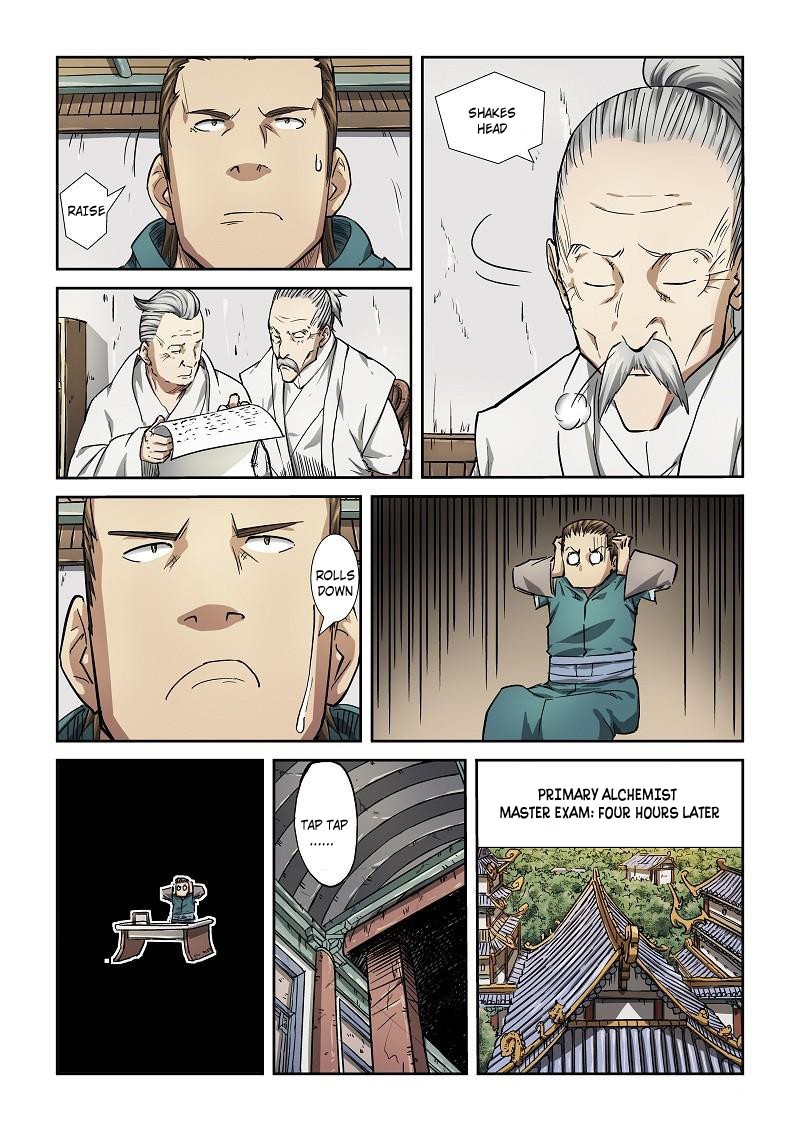 RAISE
SHAKES
HEAD
ROLLS
DOWN
TAP TAP
......
PRIMARY ALCHEMIST
MASTER EXAM: FOUR HOURS LATER